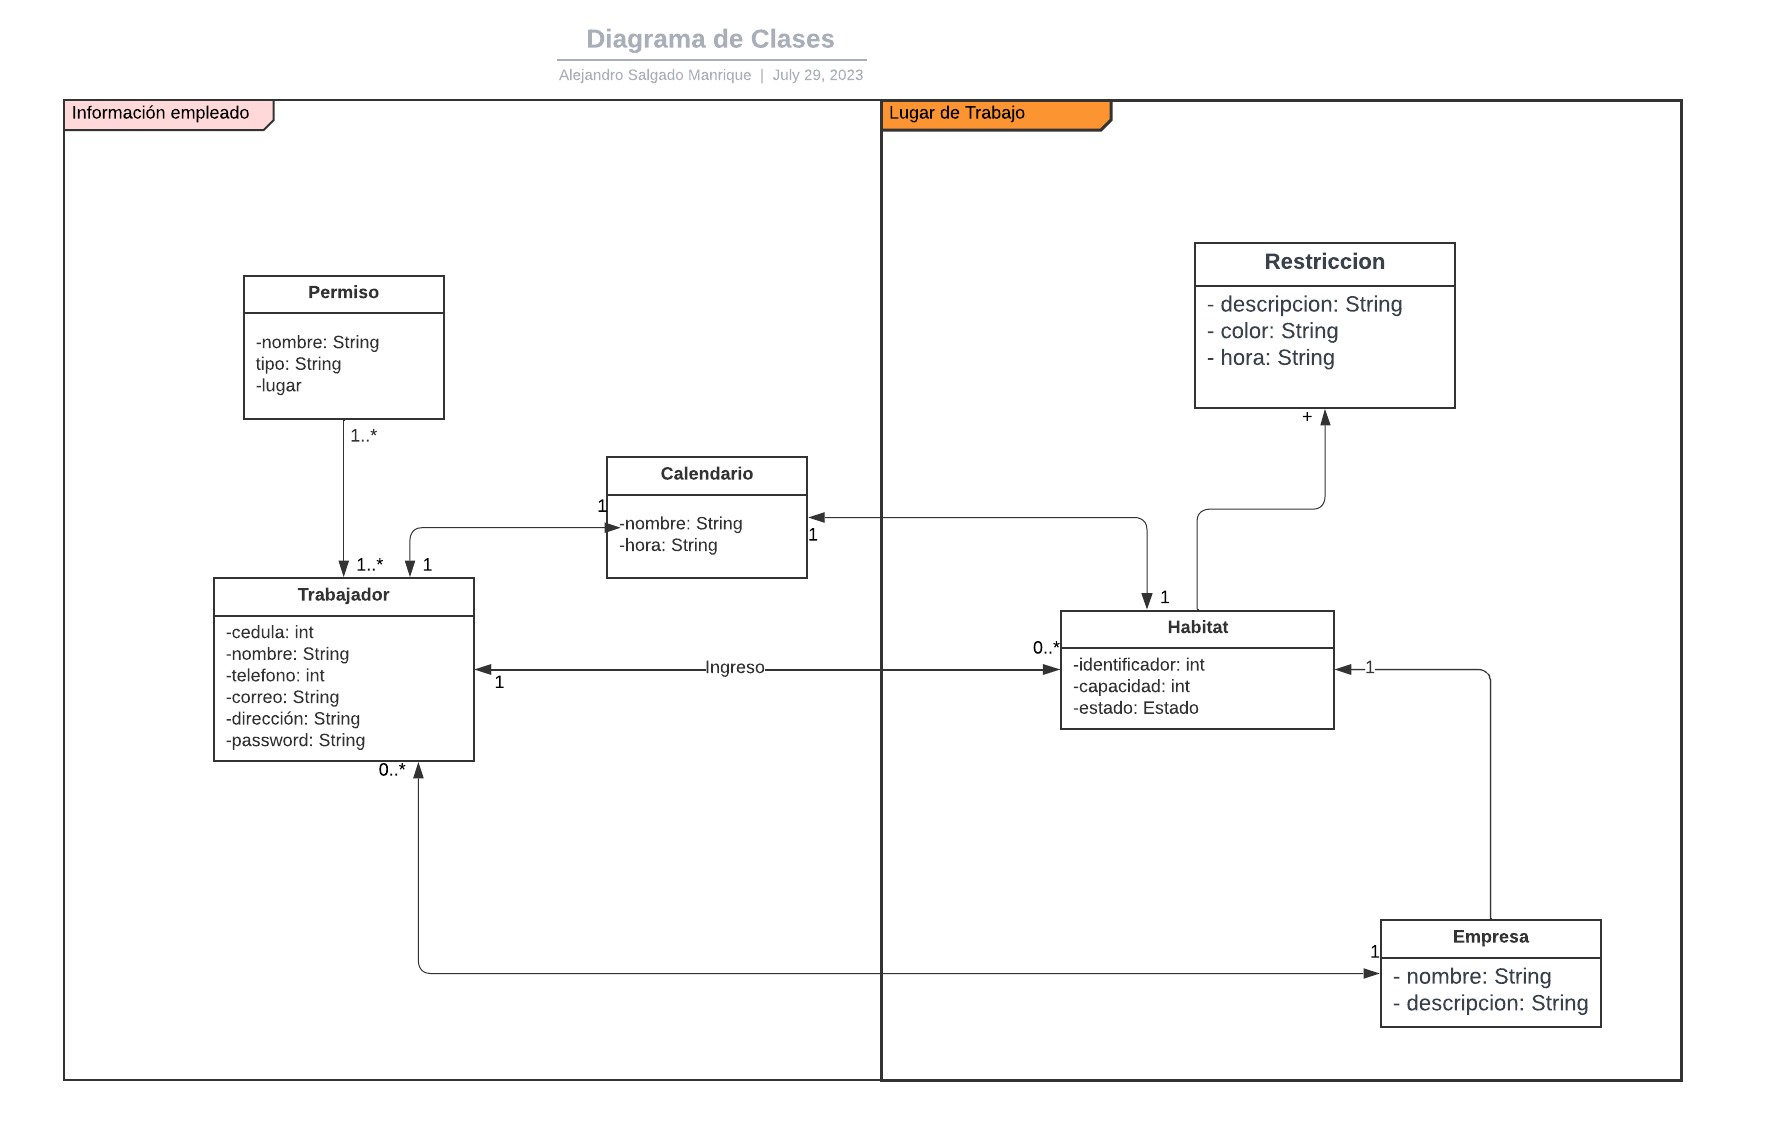 Diagrama de Clases
Alejandro Salgado Manrique | July 29, 2023
Información empleado
Lugar de Trabajo
Restriccion
- descripcion: String
- color: String
- hora: String
+
Permiso
-nombre: String
tipo: String
-lugar
1..*
Calendario
-nombre: String
-hora: String
1
1
1..*
1
1
Trabajador
-cedula: int
-nombre: String
-telefono: int
-correo: String
-dirección: String
-password: String
1
Ingreso
0..*
Habitat
-identificador: int
-capacidad: int
-estado: Estado
1
0..*
1
Empresa
- nombre: String
- descripcion: String